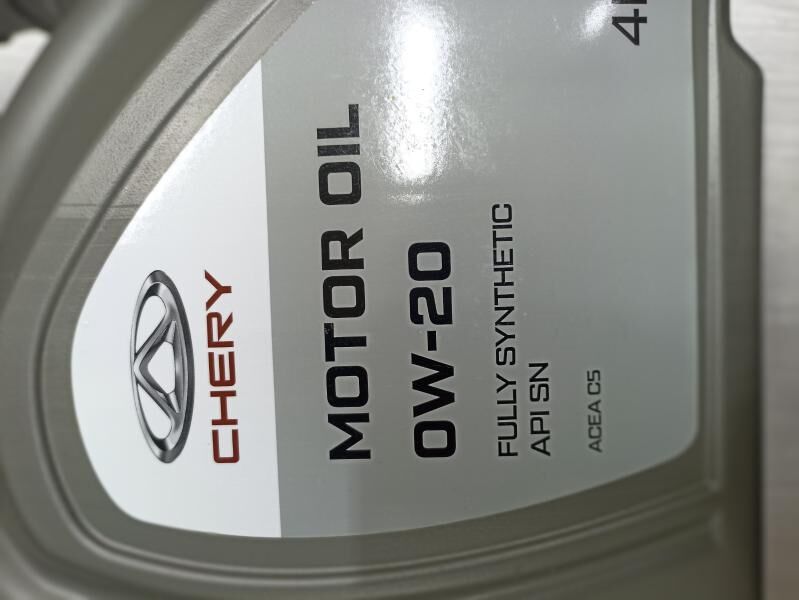 CHERY
MOTOR OIL
0W-20
FULLY SYNTHETIC
API SN
ACEA C5